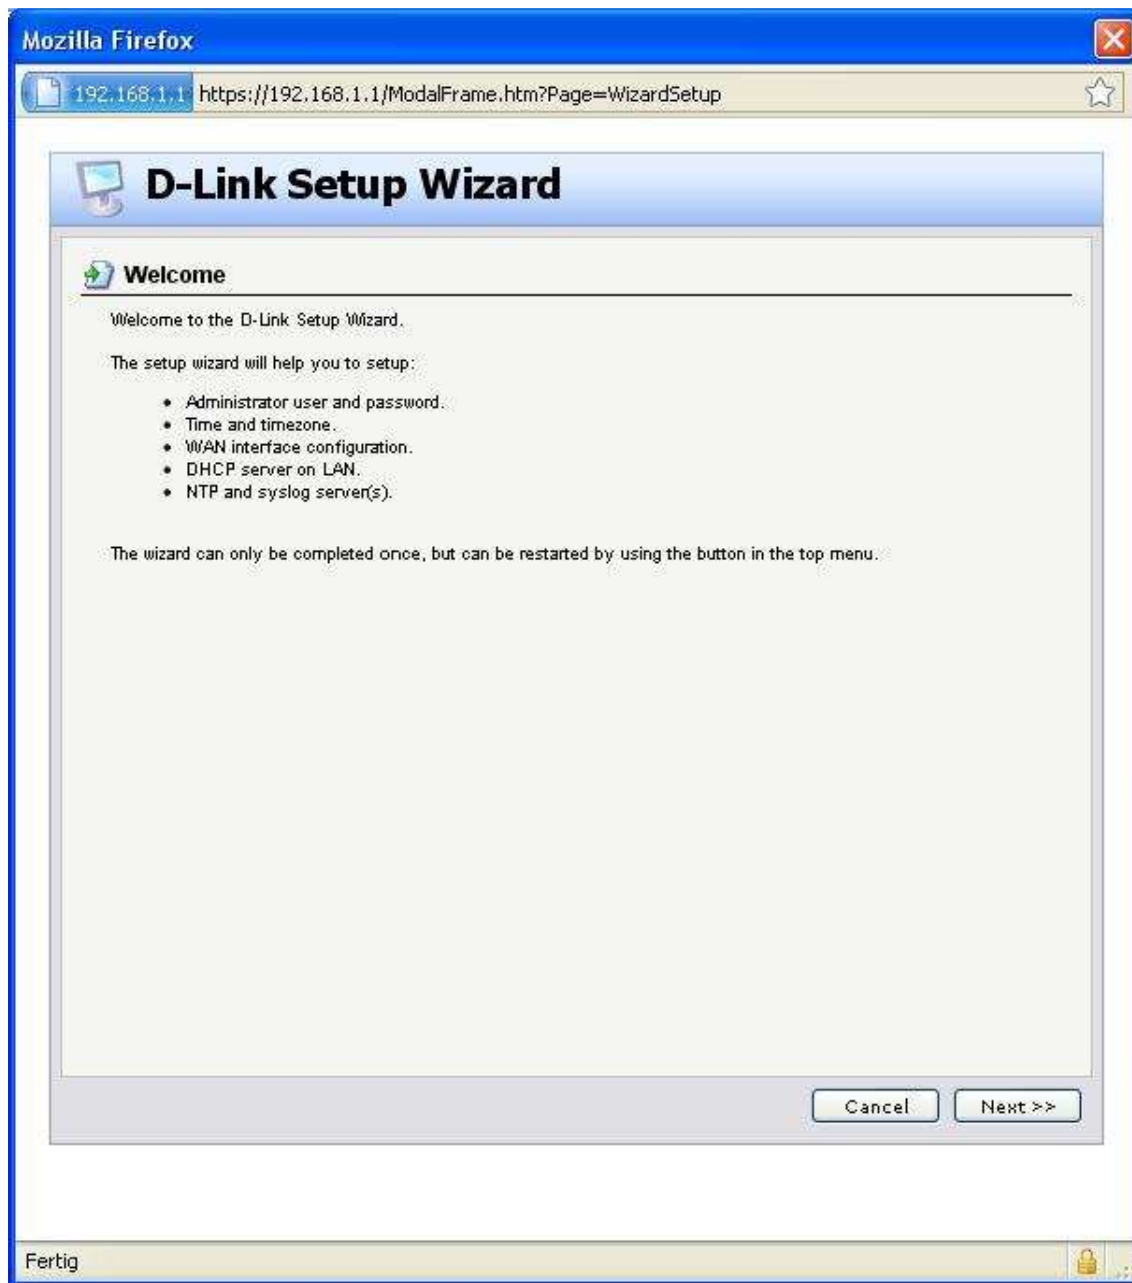 Mozilla Firefox
192.168.1.1 https://192.168.1.1/ModalFrame.htm?Page=WizardSetup
D-Link Setup Wizard
Welcome
Welcome to the D-Link Setup Wizard.
The setup wizard will help you to setup:
• Administrator user and password.
• Time and timezone.
• WAN interface configuration.
• DHCP server on LAN.
• NTP and syslog server(s).
The wizard can only be completed once, but can be restarted by using the button in the top menu.
Cancel Next >>
Fertig